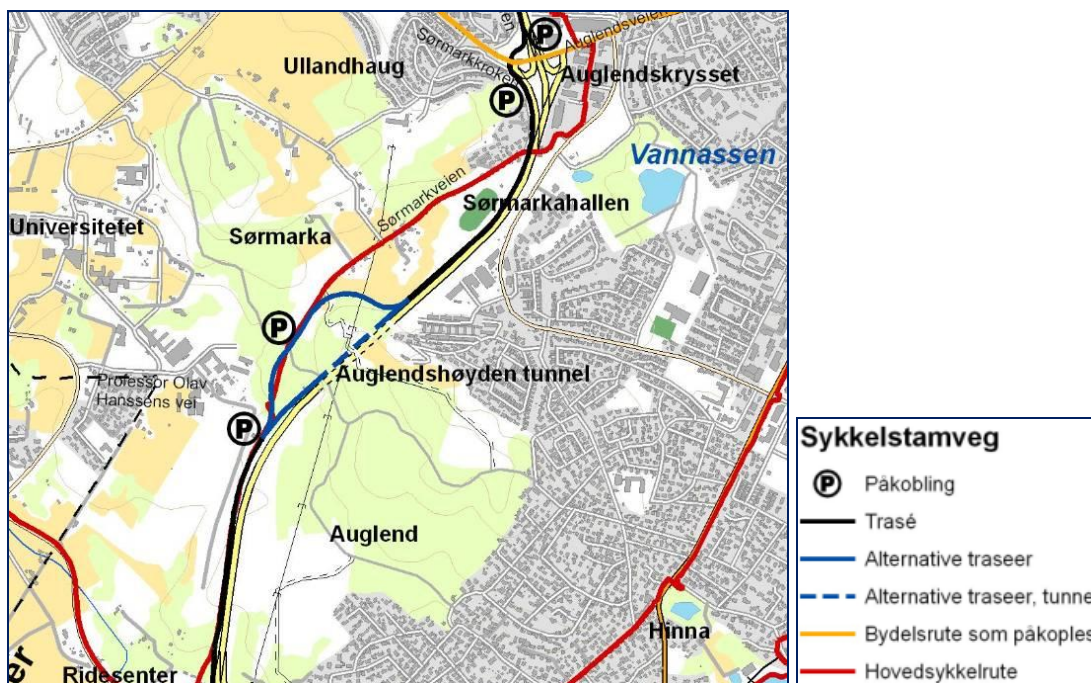 Ullandhaug
Sørmarkkroken
Auglendsveien
Auglendskrysset
Vannassen
Sørmarkveien
Sørmarkahallen
Universitetet
Sørmarka
Auglendshøyden tunnel
Professor Olav
Hanssens vei
Auglend
Hinna
Ridesenter
P
P
P
P
Sykkelstamveg
P Påkobling
Trasé
Alternative traseer
Alternative traseer, tunne
Bydelsrute som påkoples
Hovedsykkelrute